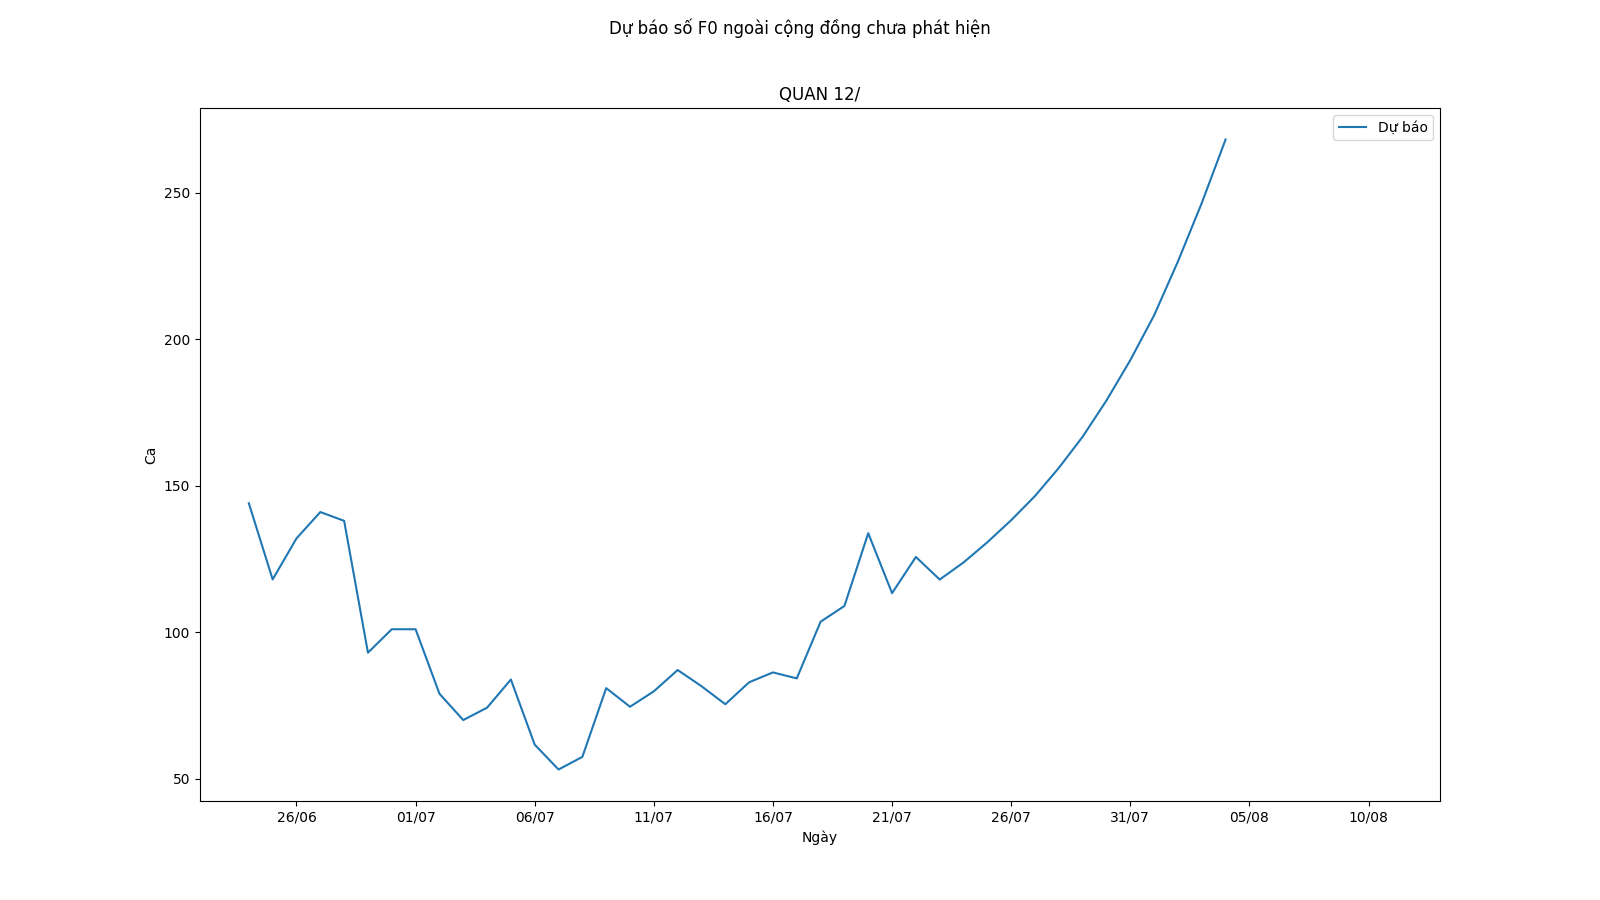 Dự báo số F0 ngoài cộng đồng chưa phát hiện
QUAN 12/
Dự báo
250
200
150
100
50
Ca
26/06 01/07 06/07 11/07 16/07 21/07 26/07 31/07 05/08 10/08
Ngày